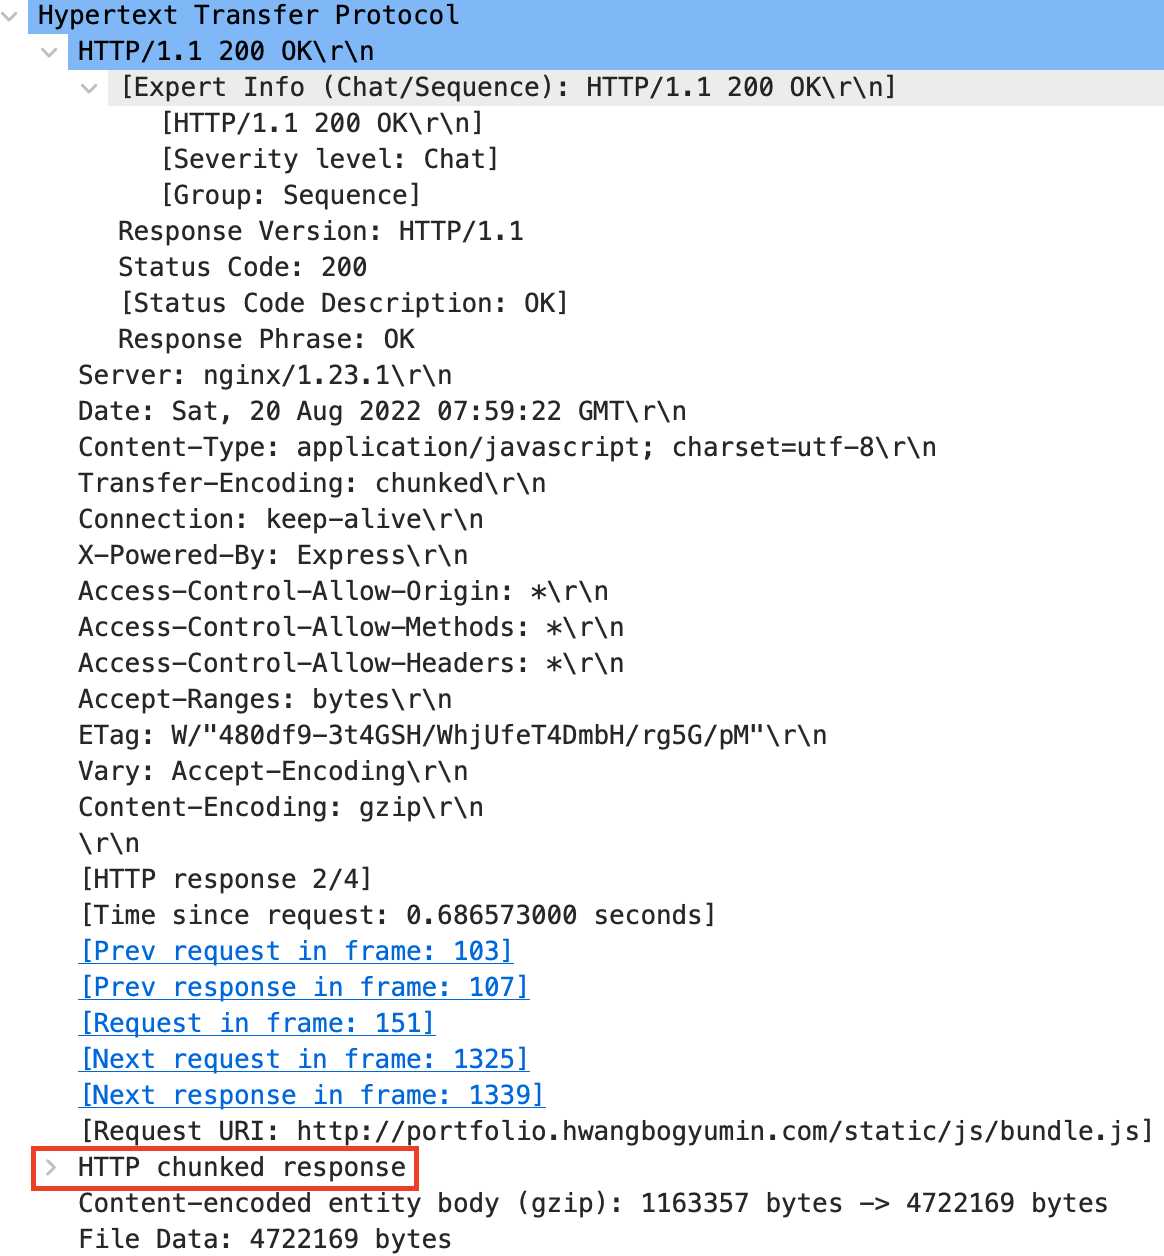 Hypertext Transfer Protocol
HTTP/1.1 200 OK\r\n
[Expert Info (Chat/Sequence): HTTP/1.1 200 OK\r\n]
[HTTP/1.1 200 OK\r\n]
[Severity level: Chat]
[Group: Sequence]
Response Version: HTTP/1.1
Status Code: 200
[Status Code Description: OK]
Response Phrase: OK
Server: nginx/1.23.1\r\n
Date: Sat, 20 Aug 2022 07:59:22 GMT\r\n
Content-Type: application/javascript; charset=utf-8\r\n
Transfer-Encoding: chunked\r\n
Connection: keep-alive\r\n
X-Powered-By: Express\r\n
Access-Control-Allow-Origin: *\r\n
Access-Control-Allow-Methods: *\r\n
Access-Control-Allow-Headers: *\r\n
Accept-Ranges: bytes\r\n
ETag: W/"480df9-3t4GSH/WhjUfeT4DmbH/rg5G/pM"\r\n
Vary: Accept-Encoding\r\n
Content-Encoding: gzip\r\n
\r\n
[HTTP response 2/4]
[Time since request: 0.686573000 seconds]
[Prev request in frame: 103]
[Prev response in frame: 107]
[Request in frame: 151]
[Next request in frame: 1325]
[Next response in frame: 1339]
[Request URI: http://portfolio.hwangbogyumin.com/static/js/bundle.js]
HTTP chunked response
Content-encoded entity body (gzip): 1163357 bytes -> 4722169 bytes
File Data: 4722169 bytes